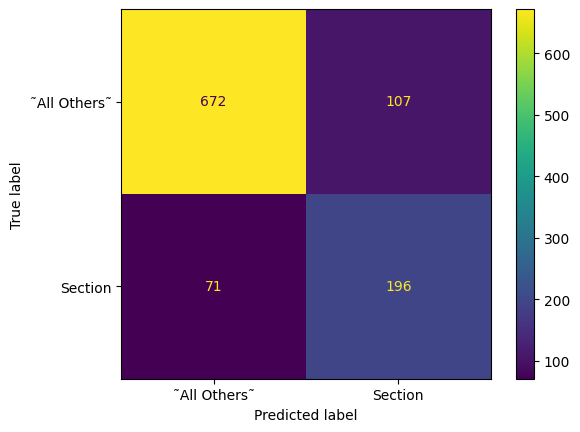 ˜All Others˜
672
107
600
500
400
300
200
100
True label
Section
71
196
˜All Others˜
Section
Predicted label